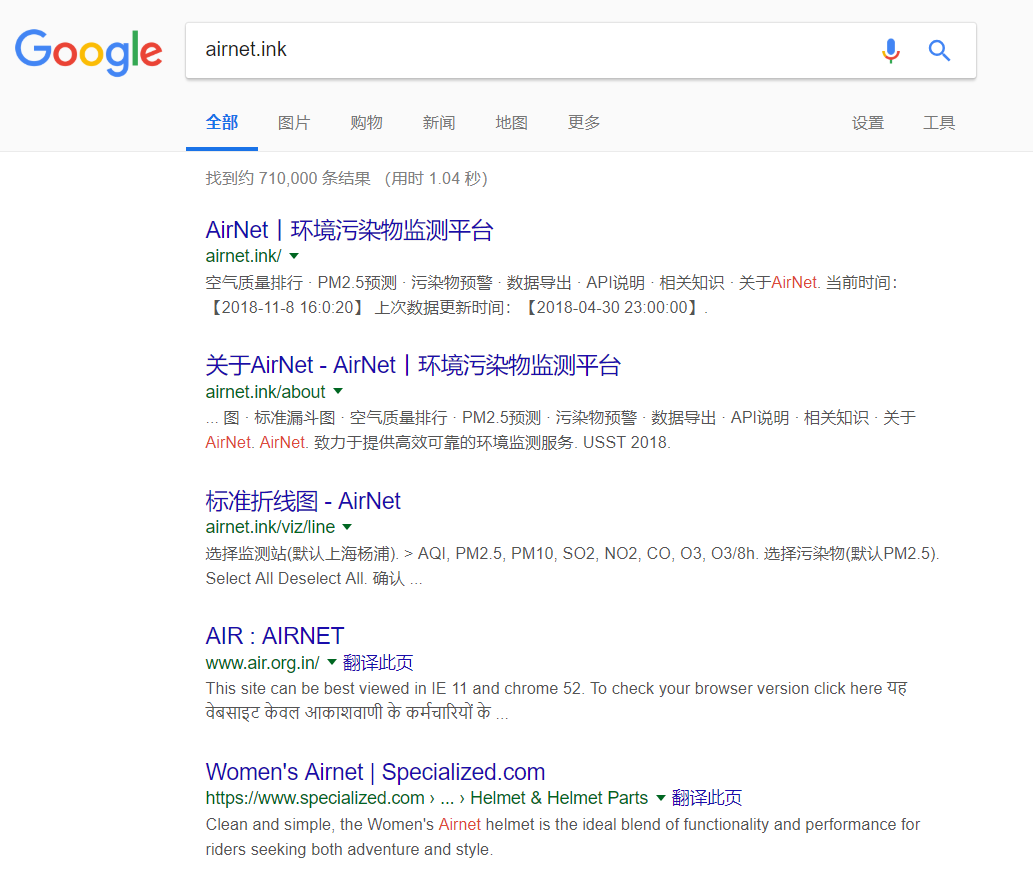 Google
airnet.ink
全部 图片 购物 新闻 地图 更多 设置 工具
找到约 710,000 条结果 （用时 1.04 秒）
AirNet丨环境污染物监测平台
airnet.ink/
空气质量排行 · PM2.5预测 · 污染物预警 · 数据导出 · API说明 · 相关知识 · 关于AirNet. 当前时间：
【2018-11-8 16:0:20】 上次数据更新时间：【2018-04-30 23:00:00】.
关于AirNet - AirNet丨环境污染物监测平台
airnet.ink/about
... 图 · 标准漏斗图 · 空气质量排行 · PM2.5预测 · 污染物预警 · 数据导出 · API说明 · 相关知识 · 关于
AirNet. AirNet. 致力于提供高效可靠的环境监测服务. USST 2018.
标准折线图 - AirNet
airnet.ink/viz/line
选择监测站(默认上海杨浦). > AQI, PM2.5, PM10, SO2, NO2, CO, O3, O3/8h. 选择污染物(默认PM2.5).
Select All Deselect All. 确认 ...
AIR : AIRNET
www.air.org.in/ 翻译此页
This site can be best viewed in IE 11 and chrome 52. To check your browser version click here यह
वेबसाइट केवल आकाशवाणी के कर्मचारियों के ...
Women's Airnet | Specialized.com
https://www.specialized.com › ... › Helmet & Helmet Parts 翻译此页
Clean and simple, the Women's Airnet helmet is the ideal blend of functionality and performance for
riders seeking both adventure and style.